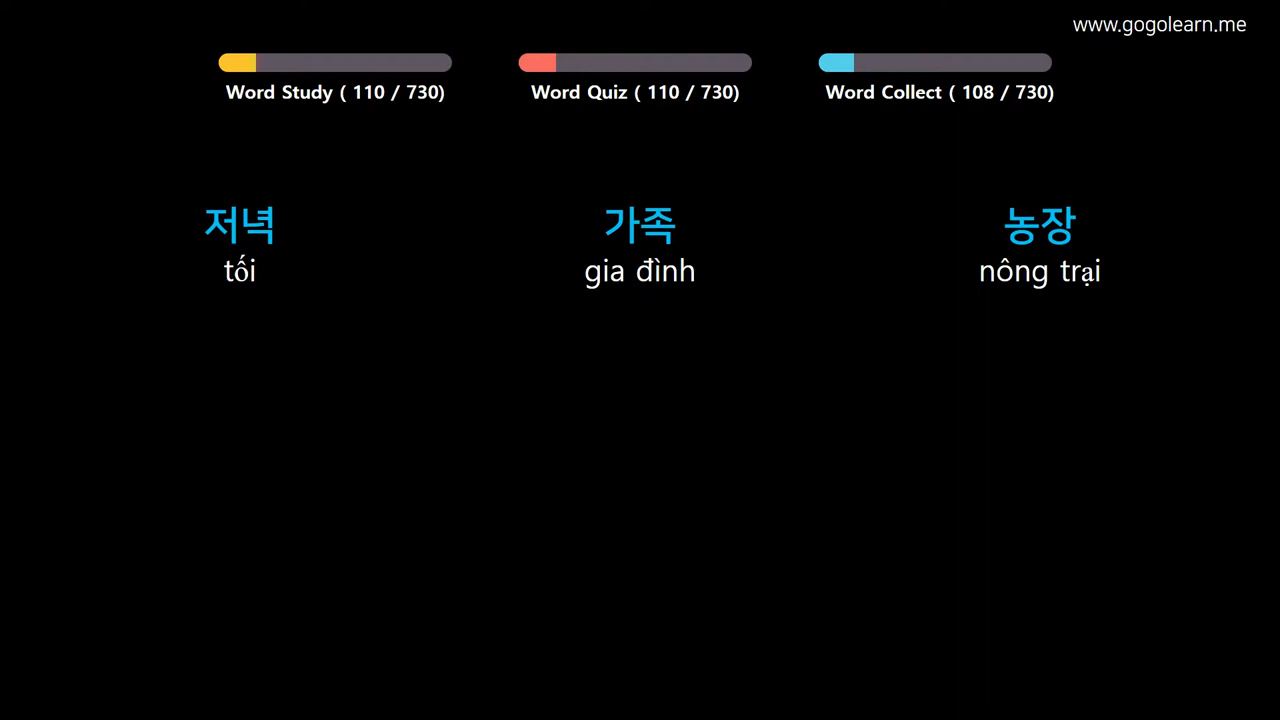 www.gogolearn.me
Word Study ( 110 / 730)
Word Quiz ( 110 / 730)
Word Collect ( 108 / 730)
저녁
가족
농장
tối
gia đình
nông trại